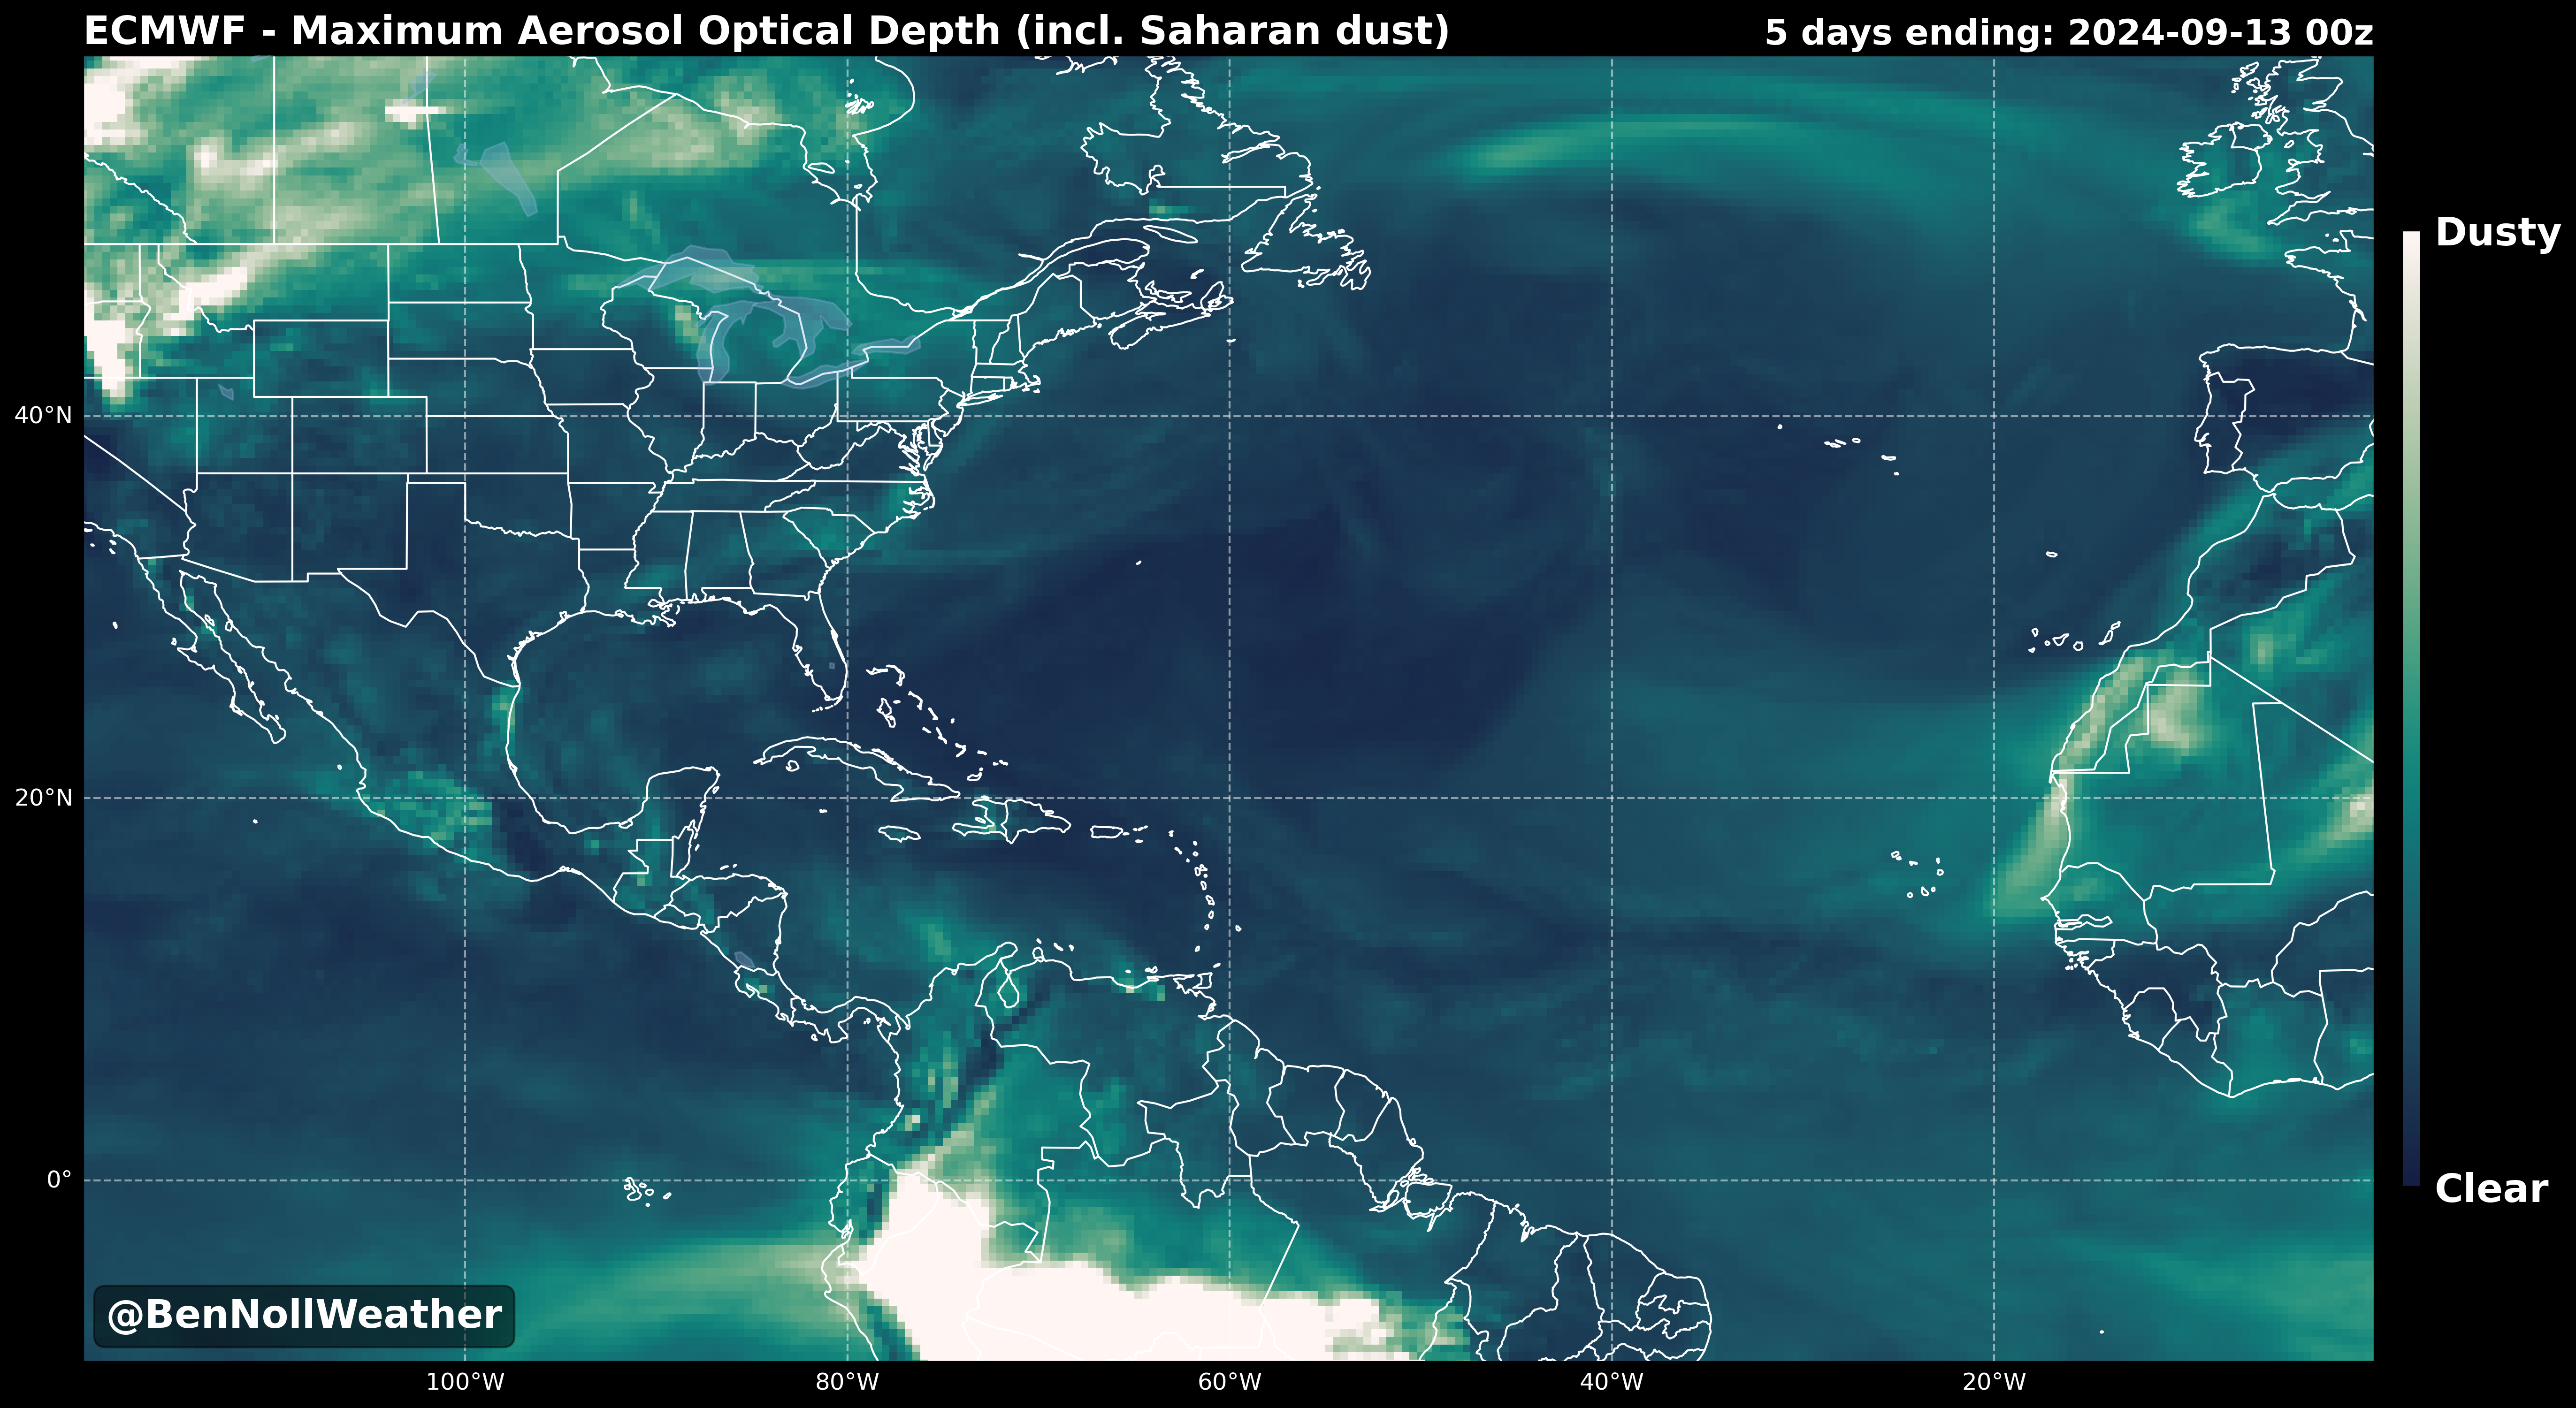 ECMWF - Maximum Aerosol Optical Depth (incl. Saharan dust)
5 days ending: 2024-09-13 00z
Dusty
40°N
20°N
0°
Clear
@BenNollWeather
100°W
80°W
60°W
40°W
20°W